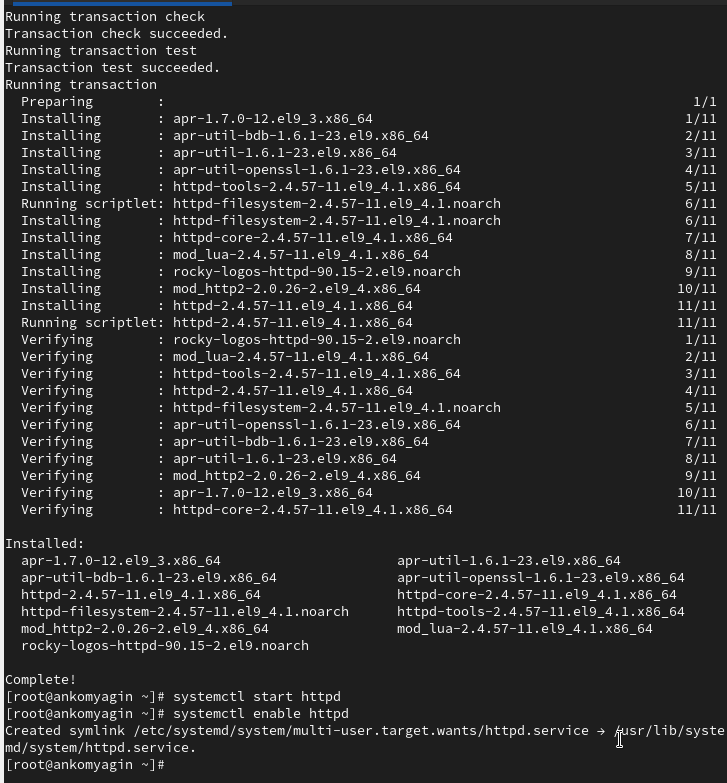 Running transaction check
Transaction check succeeded.
Running transaction test
Transaction test succeeded.
Running transaction
  Preparing        :                                                                  1/1
  Installing       : apr-1.7.0-12.el9_3.x86_64                                       1/11
  Installing       : apr-util-bdb-1.6.1-23.el9.x86_64                                2/11
  Installing       : apr-util-1.6.1-23.el9.x86_64                                    3/11
  Installing       : apr-util-openssl-1.6.1-23.el9.x86_64                            4/11
  Installing       : httpd-tools-2.4.57-11.el9_4.1.x86_64                            5/11
  Running scriptlet: httpd-filesystem-2.4.57-11.el9_4.1.noarch                       6/11
  Installing       : httpd-filesystem-2.4.57-11.el9_4.1.noarch                       6/11
  Installing       : httpd-core-2.4.57-11.el9_4.1.x86_64                             7/11
  Installing       : mod_lua-2.4.57-11.el9_4.1.x86_64                                8/11
  Installing       : rocky-logos-httpd-90.15-2.el9.noarch                            9/11
  Installing       : mod_http2-2.0.26-2.el9_4.x86_64                                10/11
  Installing       : httpd-2.4.57-11.el9_4.1.x86_64                                 11/11
  Running scriptlet: httpd-2.4.57-11.el9_4.1.x86_64                                 11/11
  Verifying        : rocky-logos-httpd-90.15-2.el9.noarch                            1/11
  Verifying        : mod_lua-2.4.57-11.el9_4.1.x86_64                                2/11
  Verifying        : httpd-tools-2.4.57-11.el9_4.1.x86_64                            3/11
  Verifying        : httpd-2.4.57-11.el9_4.1.x86_64                                  4/11
  Verifying        : httpd-filesystem-2.4.57-11.el9_4.1.noarch                       5/11
  Verifying        : apr-util-openssl-1.6.1-23.el9.x86_64                            6/11
  Verifying        : apr-util-bdb-1.6.1-23.el9.x86_64                                7/11
  Verifying        : apr-util-1.6.1-23.el9.x86_64                                    8/11
  Verifying        : mod_http2-2.0.26-2.el9_4.x86_64                                 9/11
  Verifying        : apr-1.7.0-12.el9_3.x86_64                                      10/11
  Verifying        : httpd-core-2.4.57-11.el9_4.1.x86_64                            11/11

Installed:
  apr-1.7.0-12.el9_3.x86_64                      apr-util-1.6.1-23.el9.x86_64
  apr-util-bdb-1.6.1-23.el9.x86_64               apr-util-openssl-1.6.1-23.el9.x86_64
  httpd-2.4.57-11.el9_4.1.x86_64                 httpd-core-2.4.57-11.el9_4.1.x86_64
  httpd-filesystem-2.4.57-11.el9_4.1.noarch      httpd-tools-2.4.57-11.el9_4.1.x86_64
  mod_http2-2.0.26-2.el9_4.x86_64                mod_lua-2.4.57-11.el9_4.1.x86_64
  rocky-logos-httpd-90.15-2.el9.noarch

Complete!
[root@ankomyagin ~]# systemctl start httpd
[root@ankomyagin ~]# systemctl enable httpd
Created symlink /etc/systemd/system/multi-user.target.wants/httpd.service → /usr/lib/syste
md/system/httpd.service.
[root@ankomyagin ~]#